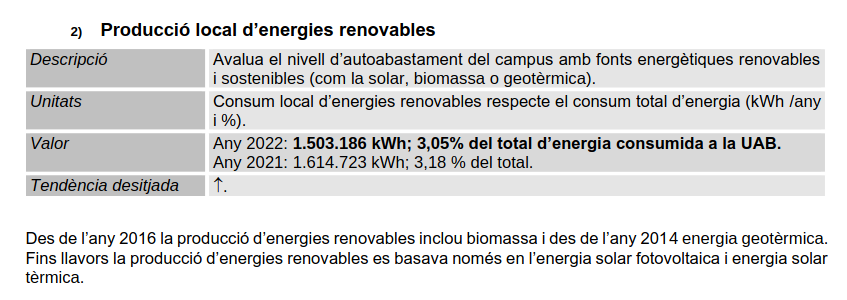 2) Producció local d’energies renovables
Descripció
Avalua el nivell d’autoabastament del campus amb fonts energètiques renovables
i sostenibles (com la solar, biomassa o geotèrmica).
Unitats
Consum local d’energies renovables respecte el consum total d’energia (kWh /any
i %).
Valor
Any 2022: 1.503.186 kWh; 3,05% del total d’energia consumida a la UAB.
Any 2021: 1.614.723 kWh; 3,18 % del total.
Tendència desitjada
↑.
Des de l’any 2016 la producció d’energies renovables inclou biomassa i des de l’any 2014 energia geotèrmica.
Fins llavors la producció d’energies renovables es basava només en l’energia solar fotovoltaica i energia solar
tèrmica.